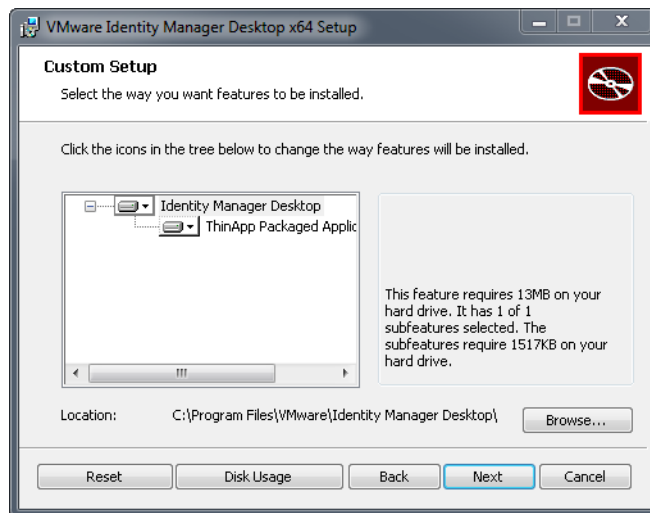 VMware Identity Manager Desktop x64 Setup
Custom Setup
Select the way you want features to be installed.
Click the icons in the tree below to change the way features will be installed.
Identity Manager Desktop
ThinApp Packaged Applic
This feature requires 13MB on your
hard drive. It has 1 of 1
subfeatures selected. The
subfeatures require 1517KB on your
hard drive.
Location: C:\Program Files\VMware\Identity Manager Desktop\ Browse...
Reset Disk Usage Back Next Cancel